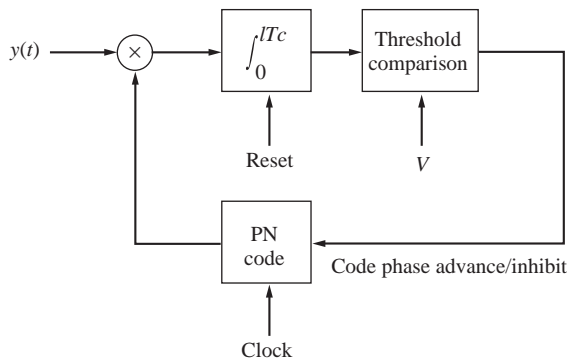 y(t)
×
∫
lTc
0
Threshold
comparison
Reset
V
PN
code
Code phase advance/inhibit
Clock